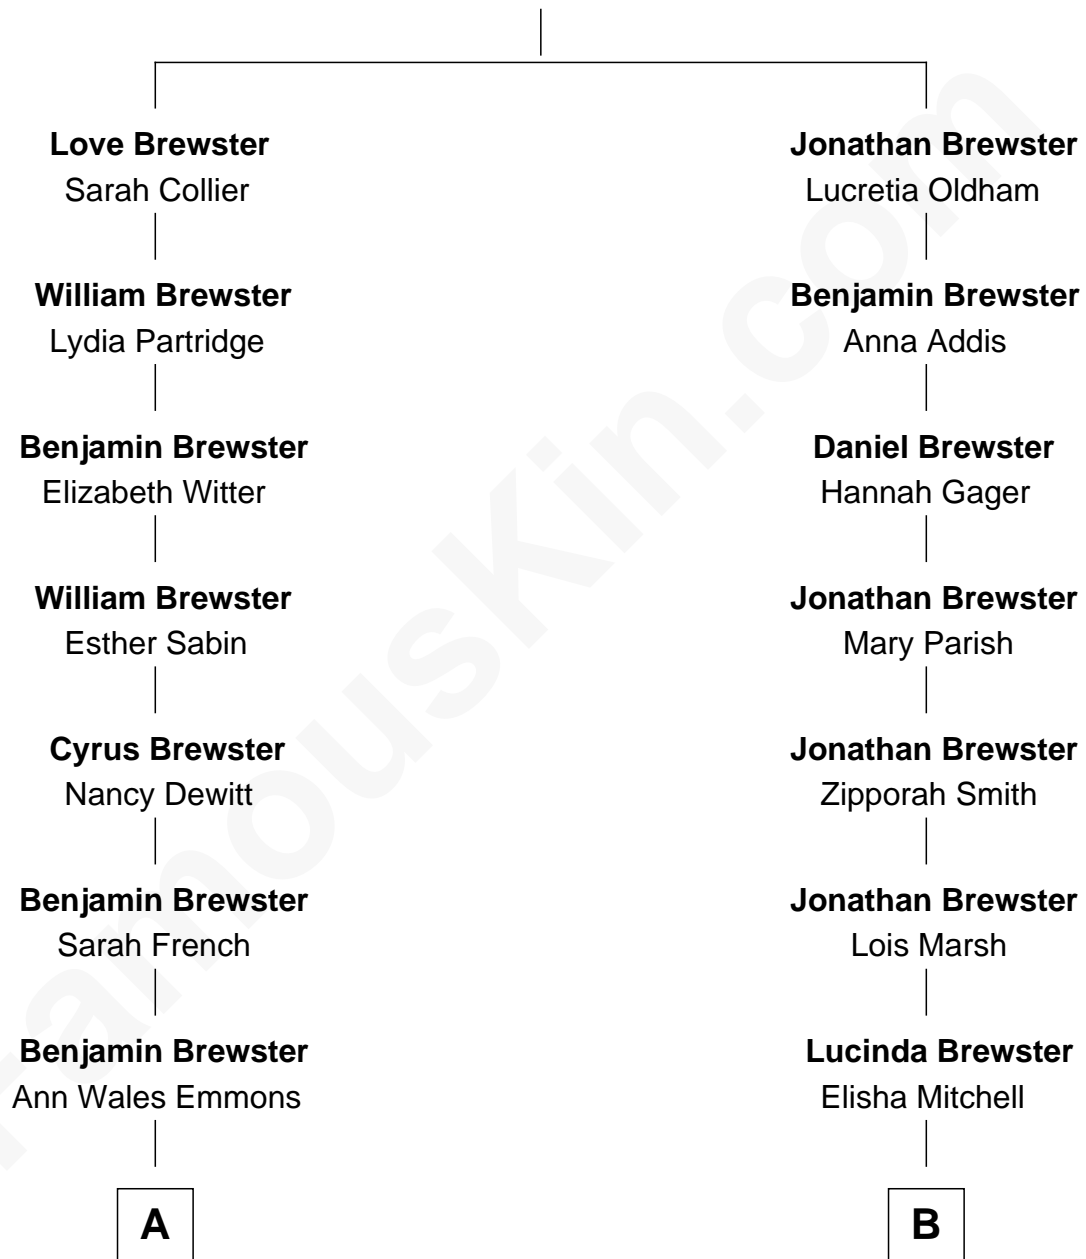 Love Brewster
Sarah Collier
William Brewster
Lydia Partridge
Benjamin Brewster
Elizabeth Witter
William Brewster
Esther Sabin
Cyrus Brewster
Nancy Dewitt
Benjamin Brewster
Sarah French
Benjamin Brewster
Ann Wales Emmons
A
Jonathan Brewster
Lucretia Oldham
Benjamin Brewster
Anna Addis
Daniel Brewster
Hannah Gager
Jonathan Brewster
Mary Parish
Jonathan Brewster
Zipporah Smith
Jonathan Brewster
Lois Marsh
Lucinda Brewster
Elisha Mitchell
B
FamousKin.com